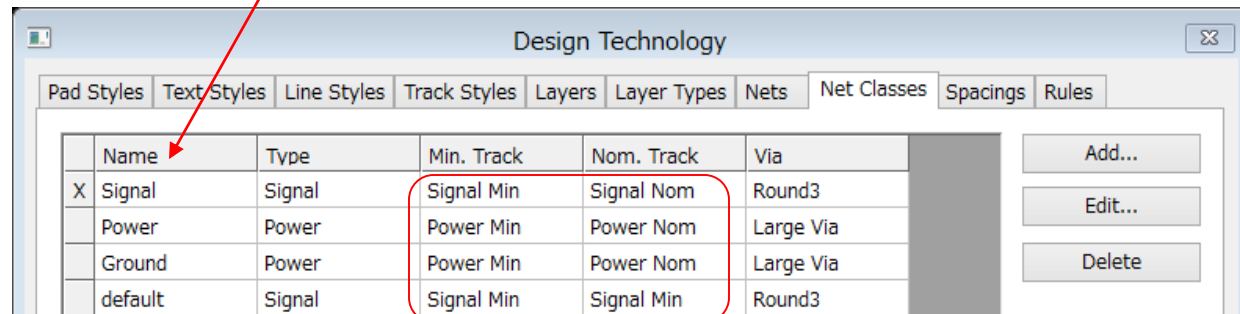 Design Technology
Pad Styles Text Styles Line Styles Track Styles Layers Layer Types Nets Net Classes Spacings Rules
Name Type Min. Track Nom. Track Via Add...
X Signal Signal Signal Min Signal Nom Round3
Edit...
Power Power Power Min Power Nom Large Via
Ground Power Power Min Power Nom Large Via Delete
default Signal Signal Min Signal Min Round3